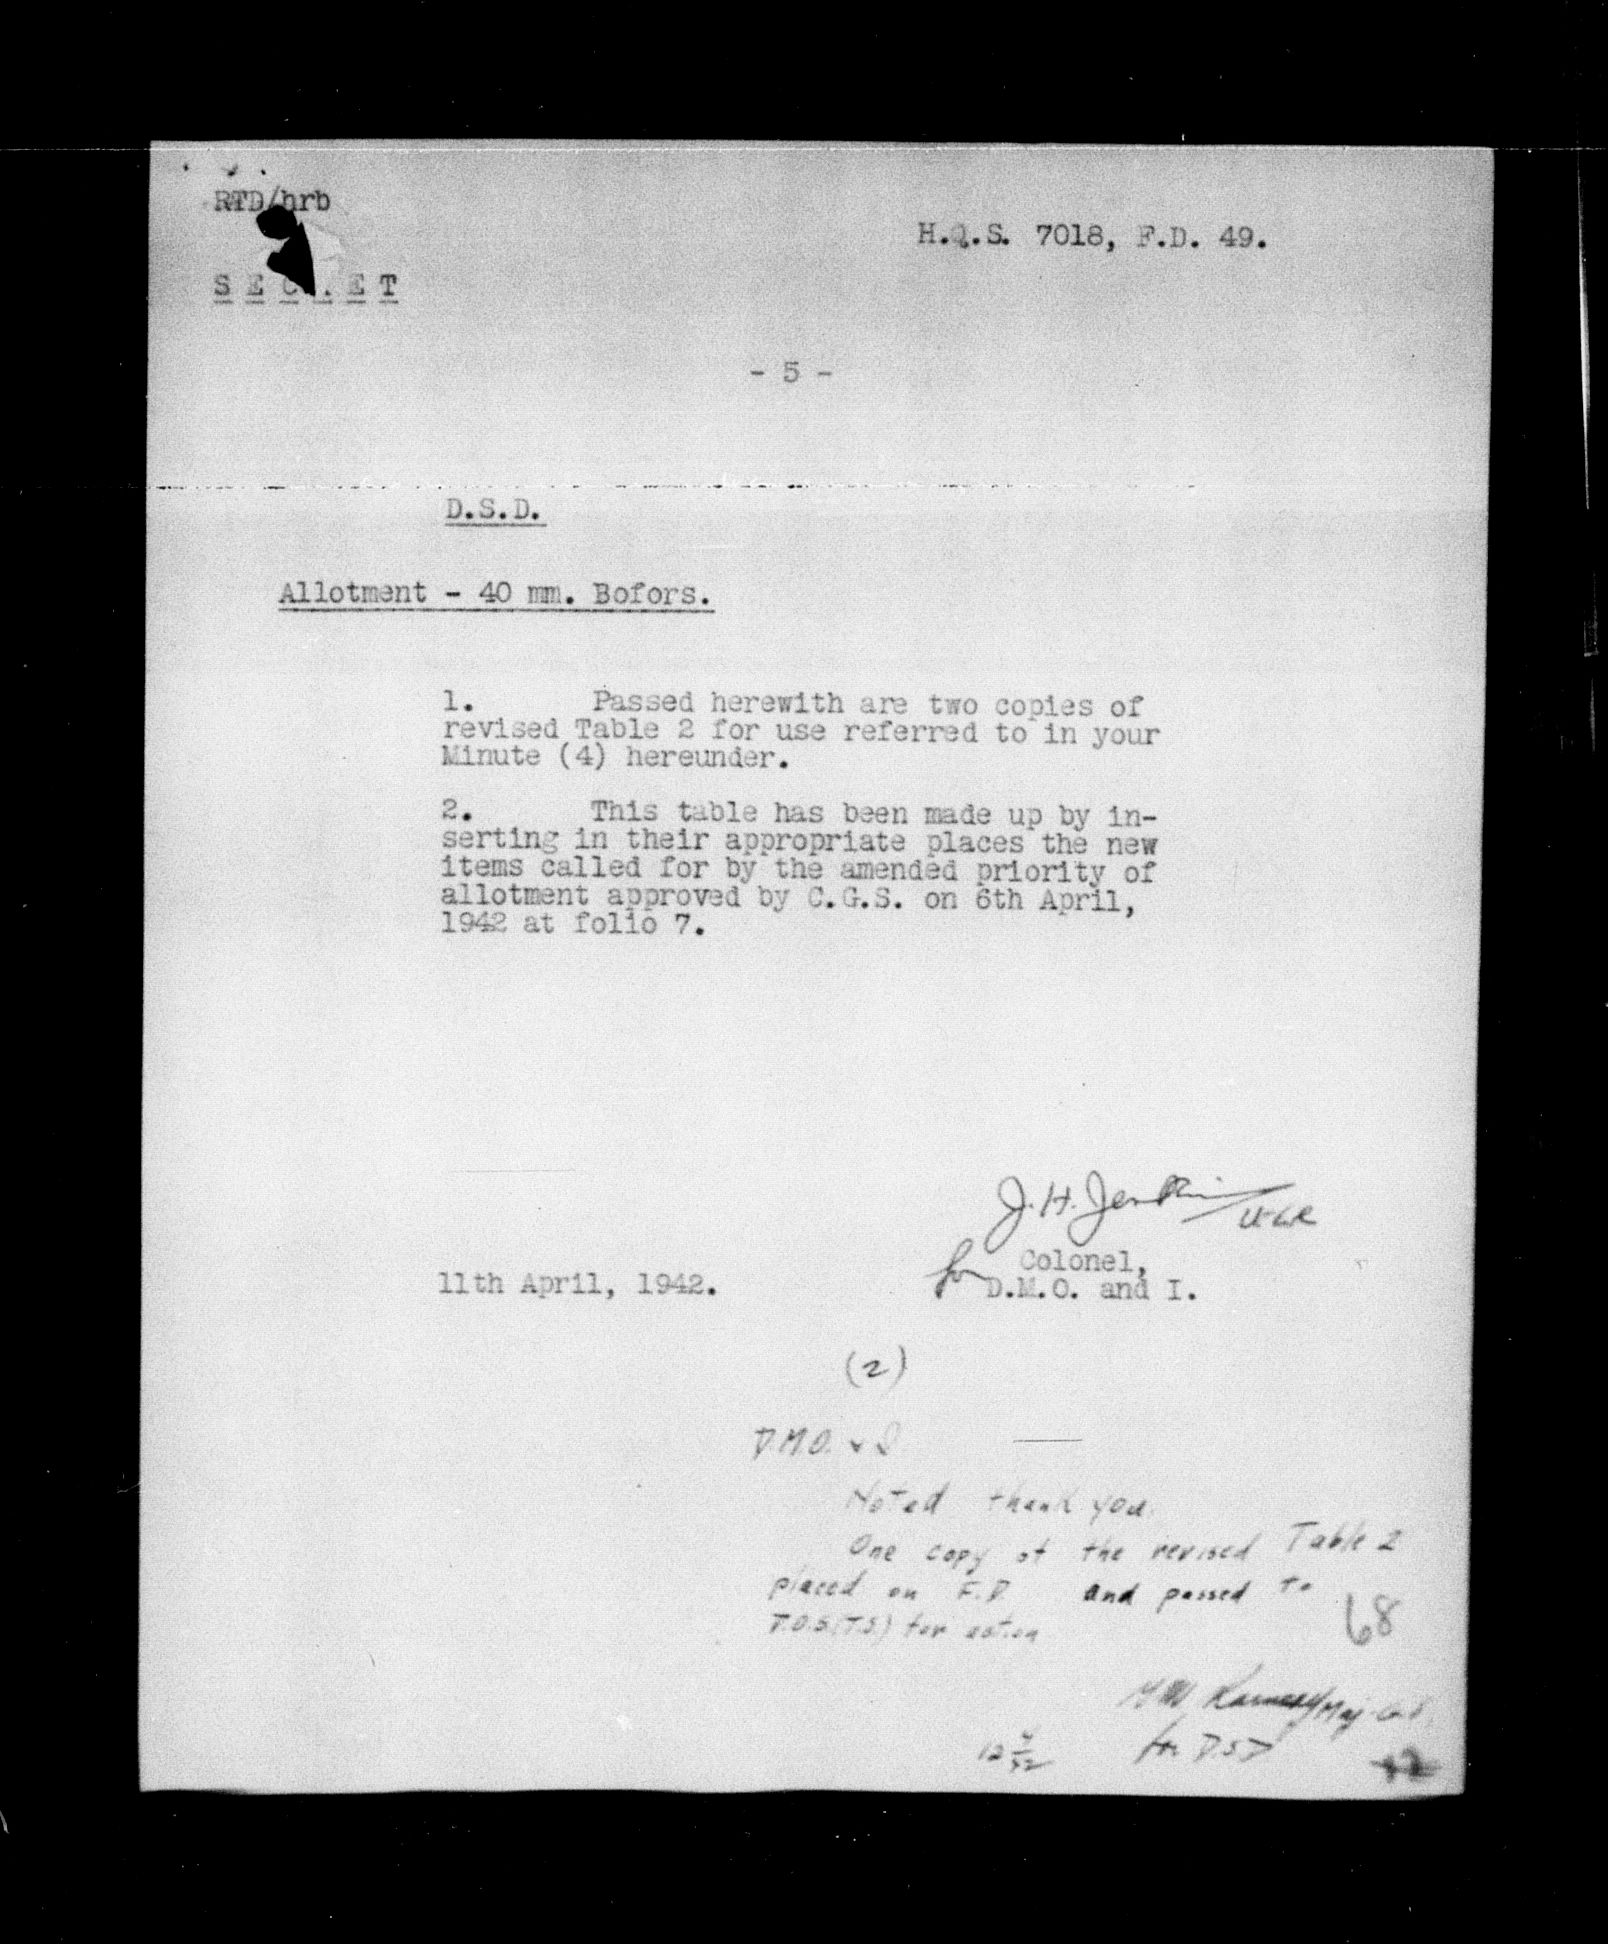 RTD/hrb
H.Q.S. 7018, F.D. 49.
S E C . E T
- 5 -
D.S.D.
Allotment - 40 mm. Bofors.
1. Passed herewith are two copies of
revised Table 2 for use referred to in your
Minute (4) hereunder.
2. This table has been made up by in-
serting in their appropriate places the new
items called for by the amended priority of
allotment approved by C.G.S. on 6th April,
1942 at folio 7.
J. H. Jenkins
for Colonel,
11th April, 1942.
D.M.O. and I.
(2)
D.M.O. & I
Noted thank you.
One copy of the revised Table 2
placed on F.D. and passed to
D.O.S.(T.S.) for action
68
Maj.
for DSD
12